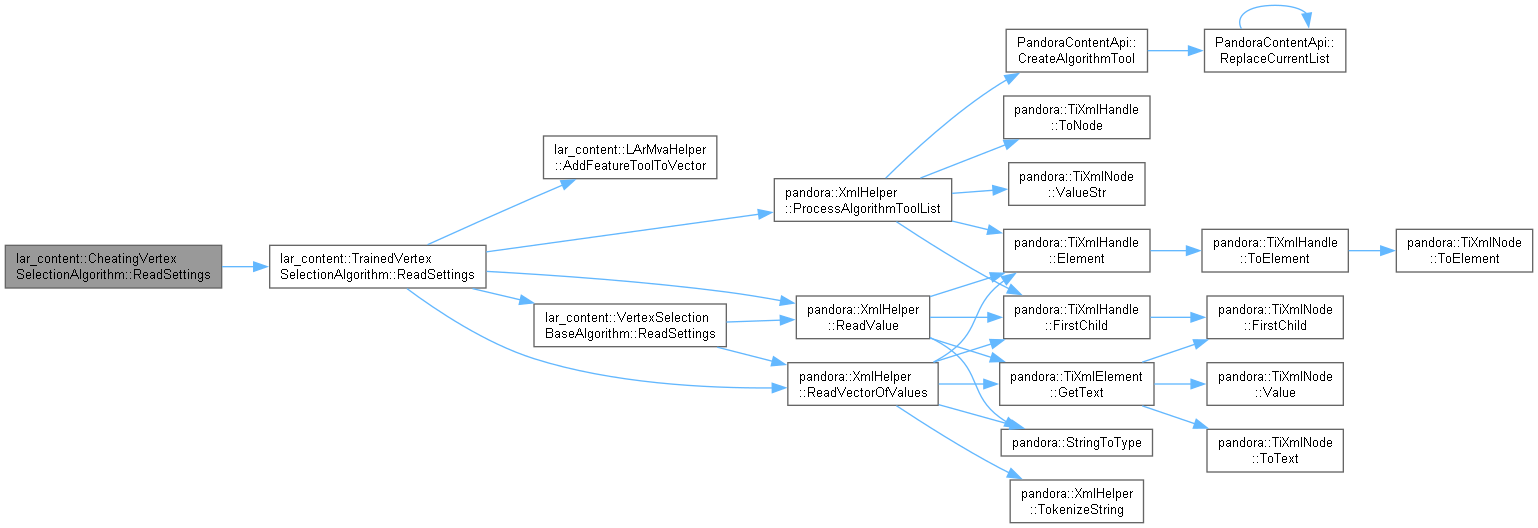 lar_content::CheatingVertex
SelectionAlgorithm::ReadSettings
lar_content::TrainedVertex
SelectionAlgorithm::ReadSettings
lar_content::LArMvaHelper
::AddFeatureToolToVector
lar_content::VertexSelection
BaseAlgorithm::ReadSettings
pandora::XmlHelper
::ProcessAlgorithmToolList
pandora::XmlHelper
::ReadValue
pandora::XmlHelper
::ReadVectorOfValues
PandoraContentApi::
CreateAlgorithmTool
pandora::TiXmlHandle
::ToNode
pandora::TiXmlNode
::ValueStr
pandora::TiXmlHandle
::Element
pandora::TiXmlHandle
::FirstChild
pandora::TiXmlElement
::GetText
pandora::StringToType
pandora::XmlHelper
::TokenizeString
PandoraContentApi::
ReplaceCurrentList
pandora::TiXmlHandle
::ToElement
pandora::TiXmlNode
::FirstChild
pandora::TiXmlNode
::Value
pandora::TiXmlNode
::ToText
pandora::TiXmlNode
::ToElement